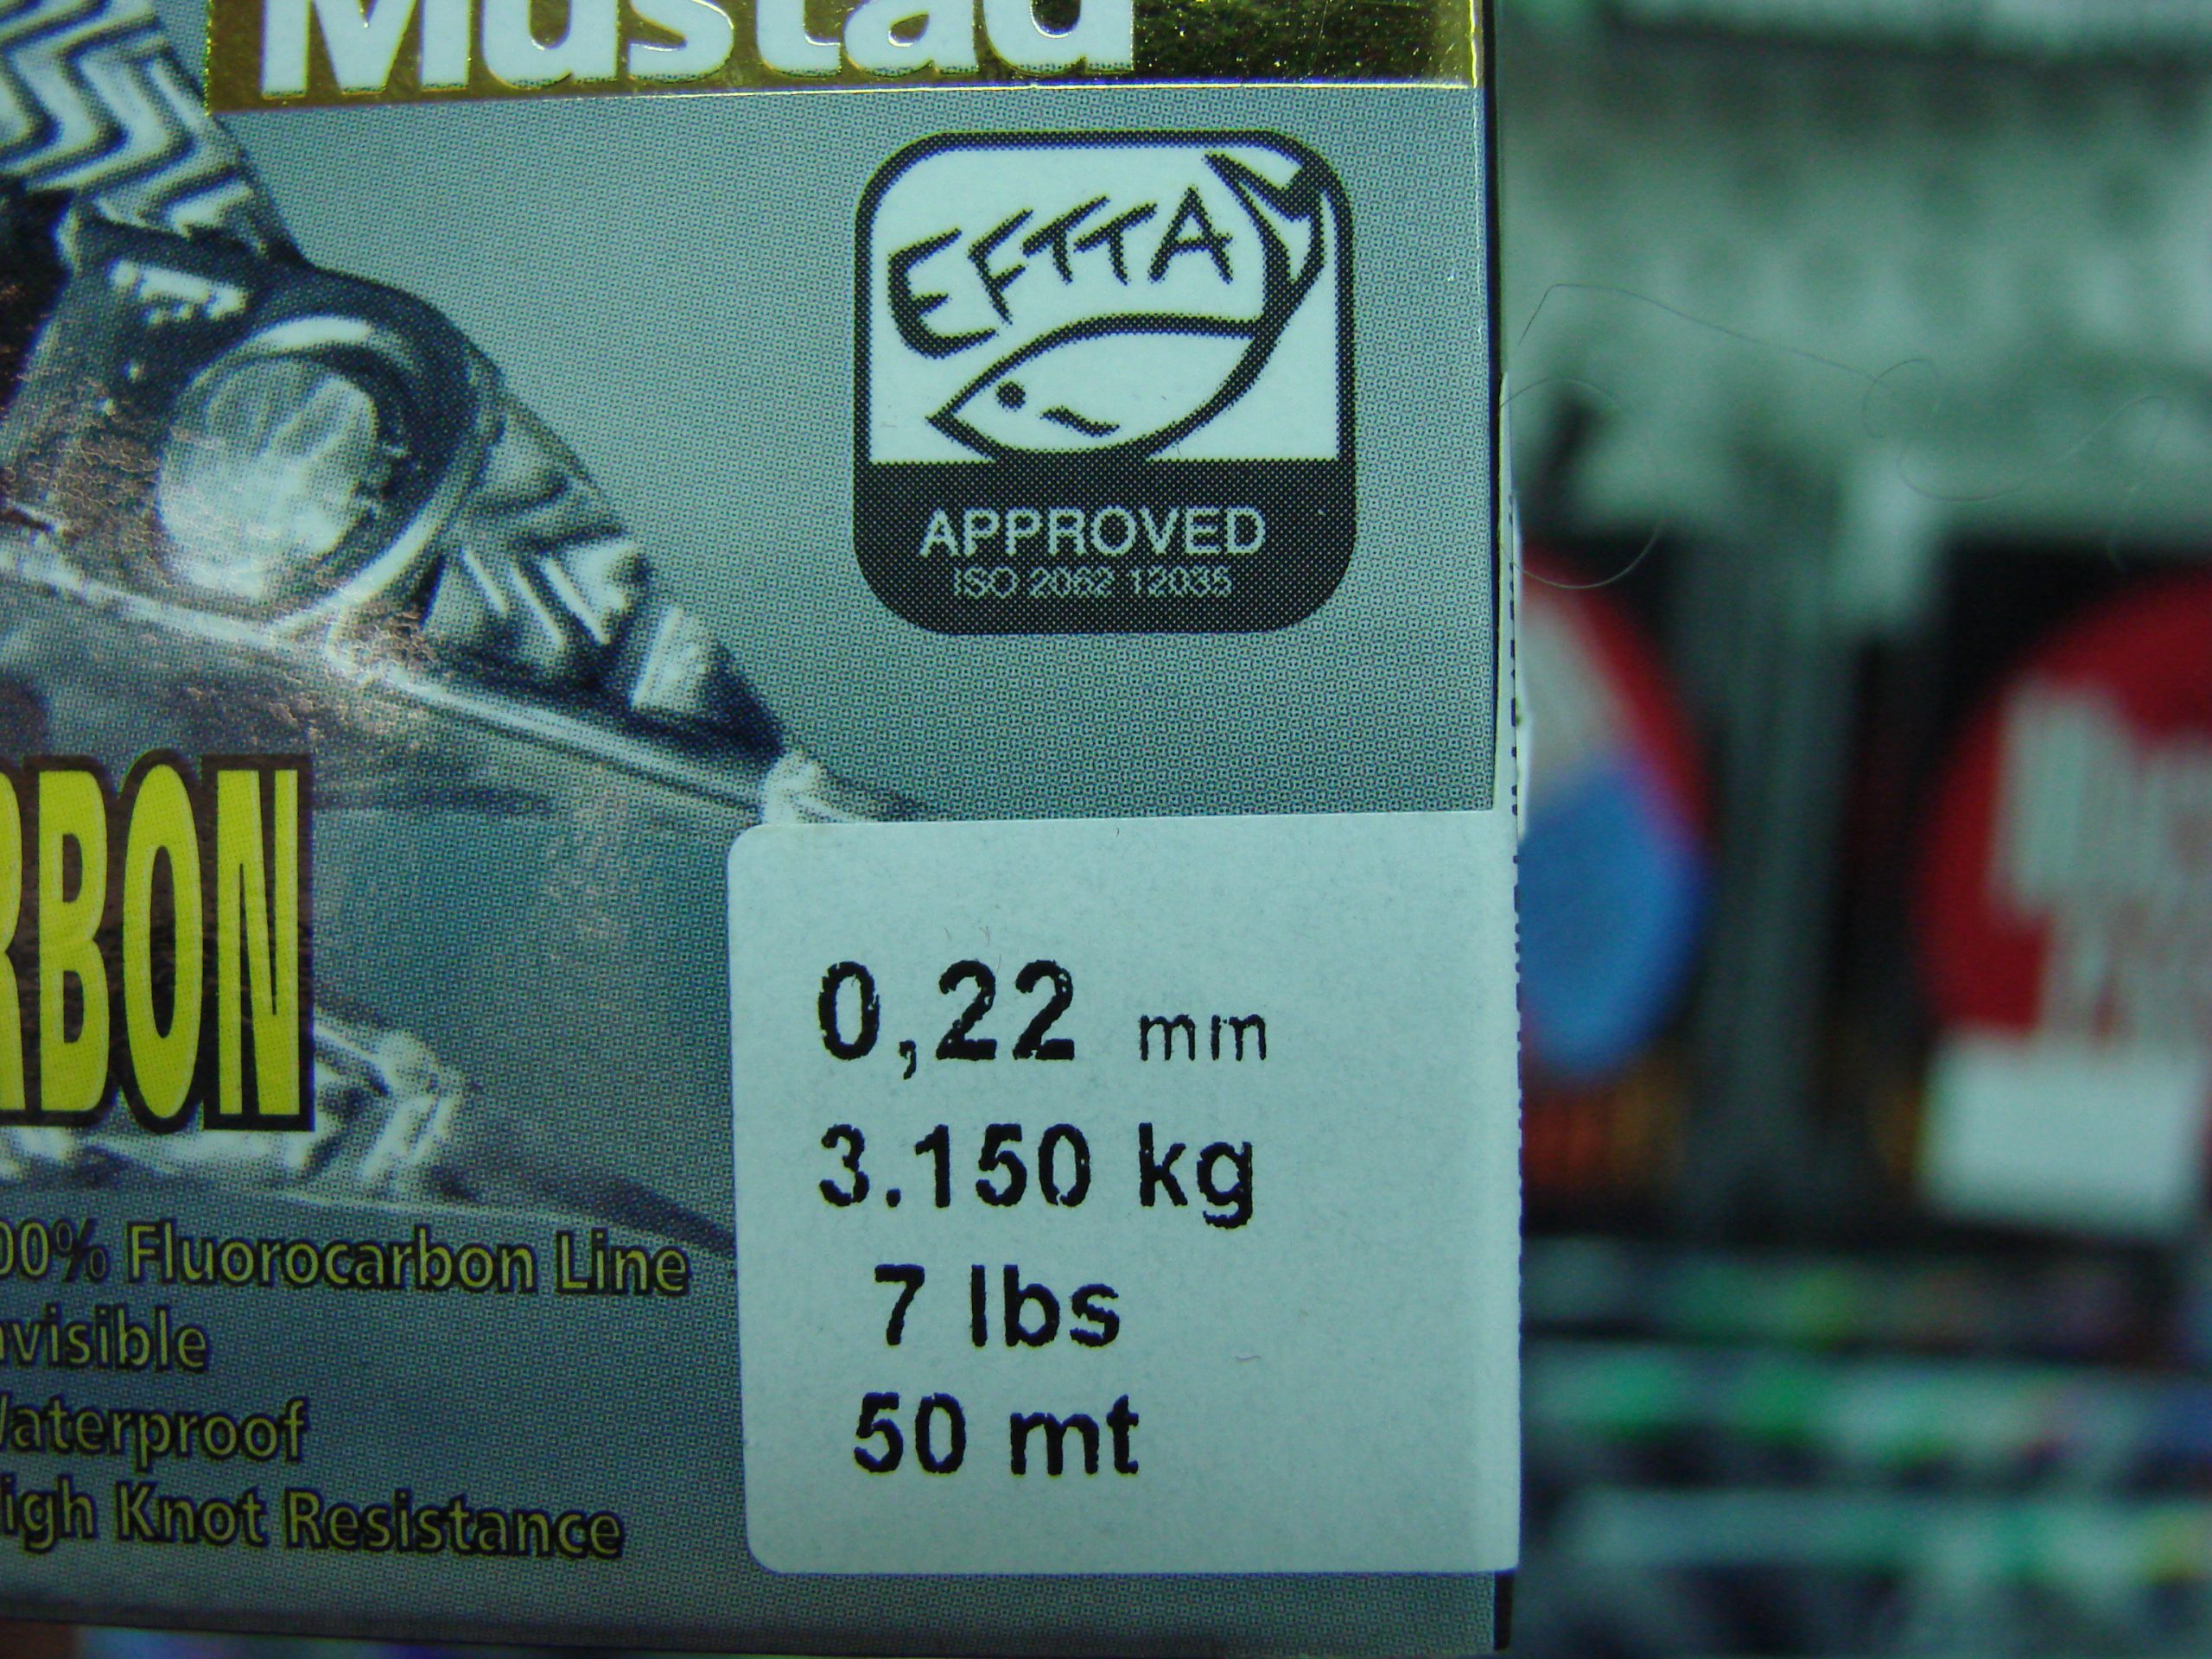 Mustad
EFTTA
APPROVED
ISO 2062 12035
RBON
0,22 mm
3.150 kg
7 lbs
50 mt
00% Fluorocarbon Line
nvisible
Waterproof
High Knot Resistance